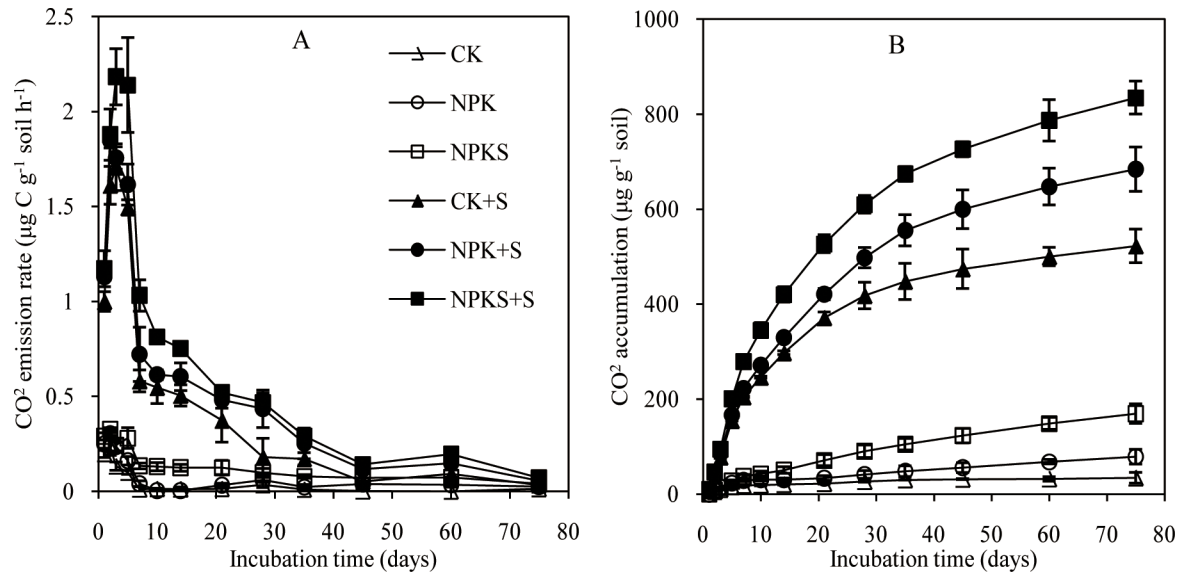 A
CO² emission rate (µg C g⁻¹ soil h⁻¹)
2.5
2
1.5
1
0.5
0
0 10 20 30 40 50 60 70 80
Incubation time (days)
CK
NPK
NPKS
CK+S
NPK+S
NPKS+S
B
CO² accumulation (µg g⁻¹ soil)
1000
800
600
400
200
0
0 10 20 30 40 50 60 70 80
Incubation time (days)